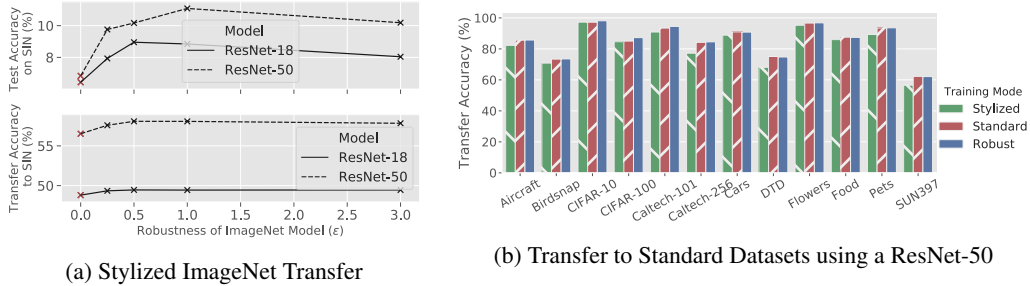 Test Accuracy
on SIN (%)
10
8
Model
ResNet-18
ResNet-50
Transfer Accuracy
to SIN (%)
55
50
Model
ResNet-18
ResNet-50
0.0 0.5 1.0 1.5 2.0 2.5 3.0
Robustness of ImageNet Model (ε)
(a) Stylized ImageNet Transfer
Transfer Accuracy (%)
100
80
60
40
20
0
Aircraft
Birdsnap
CIFAR-10
CIFAR-100
Caltech-101
Caltech-256
Cars
DTD
Flowers
Food
Pets
SUN397
Training Mode
Stylized
Standard
Robust
(b) Transfer to Standard Datasets using a ResNet-50